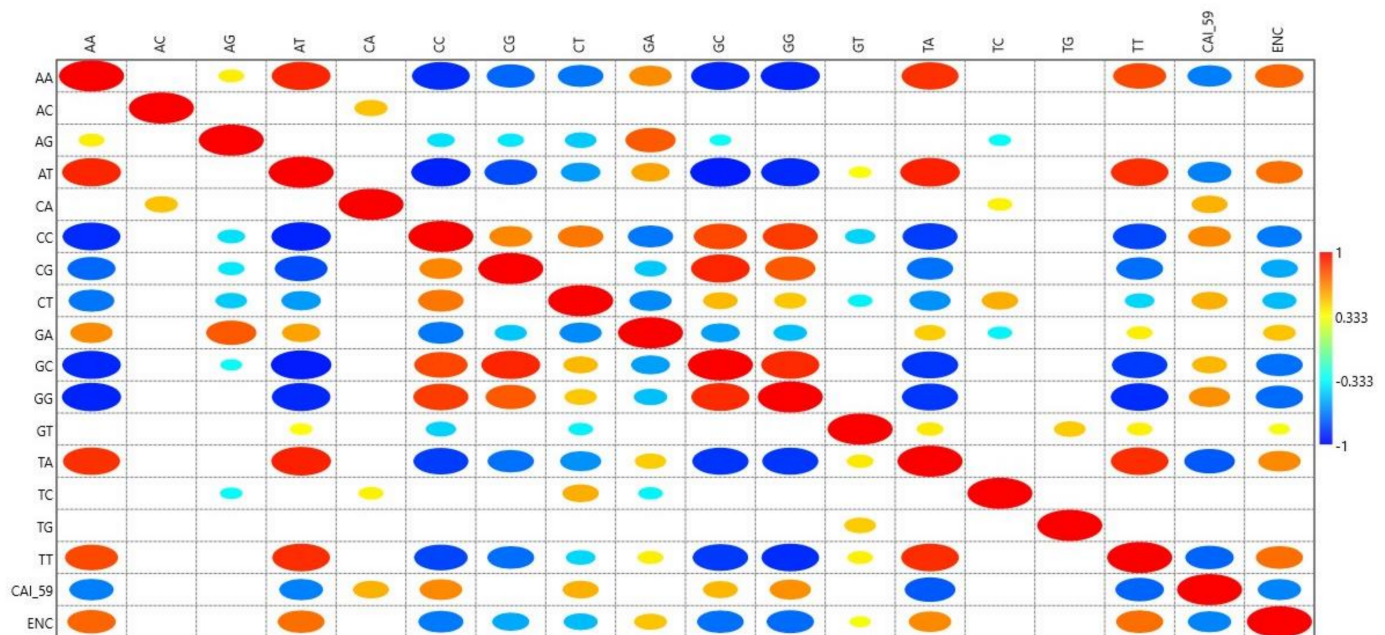 AA AC AG AT CA CC CG CT GA GC GG GT TA TC TG TT CAI_59 ENC
AA
AC
AG
AT
CA
CC
CG
CT
GA
GC
GG
GT
TA
TC
TG
TT
CAI_59
ENC
1
0.333
-0.333
-1